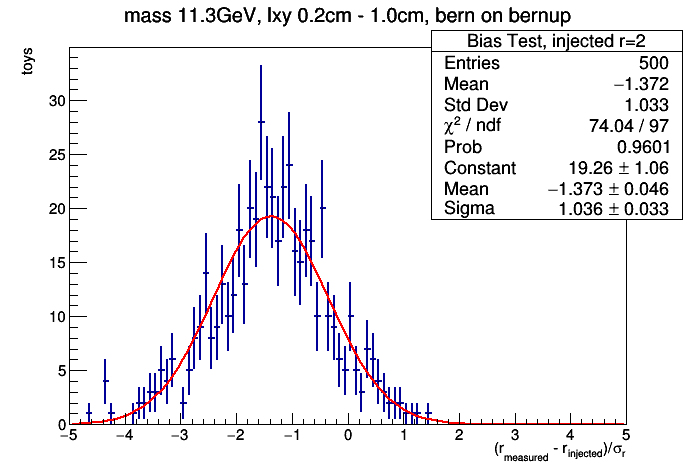 mass 11.3GeV, lxy 0.2cm - 1.0cm, bern on bernup
Bias Test, injected r=2
Entries 500
Mean −1.372
Std Dev 1.033
χ² / ndf 74.04 / 97
Prob 0.9601
Constant 19.26 ± 1.06
Mean −1.373 ± 0.046
Sigma 1.036 ± 0.033
toys
30
25
20
15
10
5
0
−5 −4 −3 −2 −1 0 1 2 3 4 5
(r_measured - r_injected)/σ_r